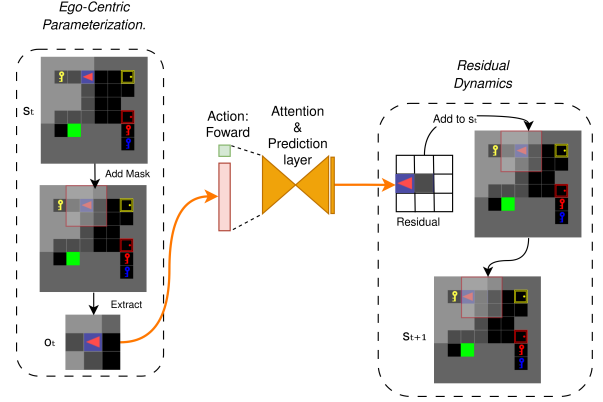 Ego-Centric
Parameterization.
St
Add Mask
Extract
Ot
Action:
Foward
Attention
&
Prediction
layer
Residual
Dynamics
Add to St
Residual
St+1